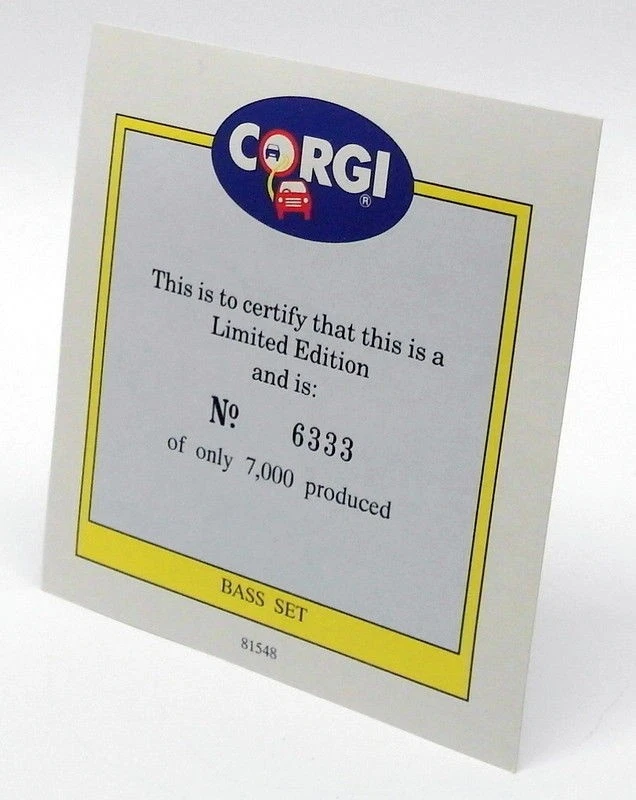 CORGI
®
This is to certify that this is a
Limited Edition
and is:
Nº 6333
of only 7,000 produced
BASS SET
81548